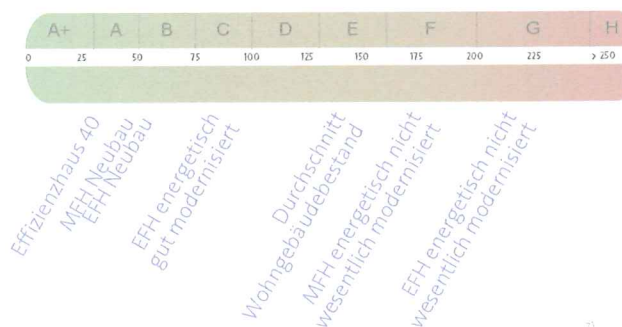 A+ A B C D E F G H
0 25 50 75 100 125 150 175 200 225 > 250
Effizienzhaus 40
MFH Neubau
EFH Neubau
EFH energetisch
gut modernisiert
Durchschnitt
Wohngebäudebestand
MFH energetisch nicht
wesentlich modernisiert
EFH energetisch nicht
wesentlich modernisiert